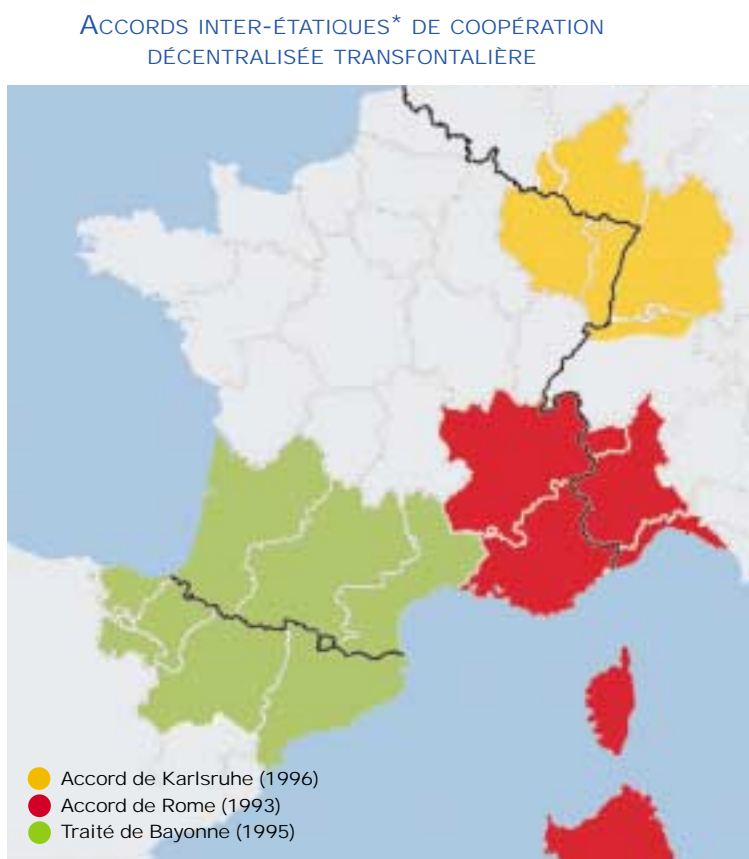 ACCORDS INTER-ÉTATIQUES* DE COOPÉRATION
DÉCENTRALISÉE TRANSFONTALIÈRE
Accord de Karlsruhe (1996)
Accord de Rome (1993)
Traité de Bayonne (1995)